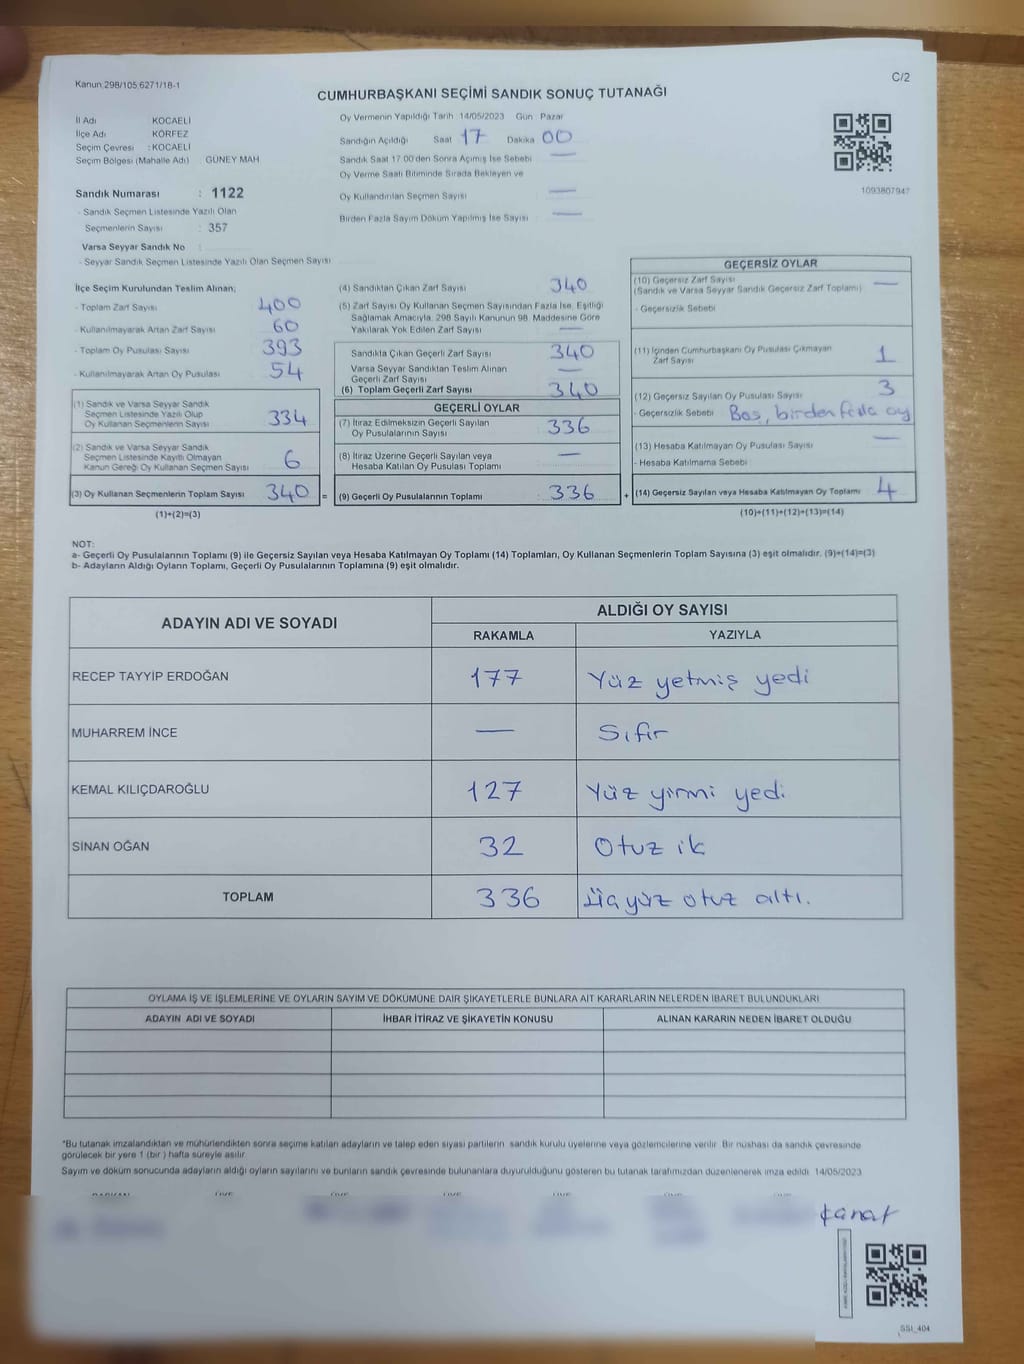 Kanun 298/105 6271/18-1
C/2
CUMHURBAŞKANI SEÇİMİ SANDIK SONUÇ TUTANAĞI
İl Adı KOCAELİ
İlçe Adı KÖRFEZ
Seçim Çevresi : KOCAELİ
Seçim Bölgesi (Mahalle Adı) GÜNEY MAH
Sandık Numarası : 1122
- Sandık Seçmen Listesinde Yazılı Olan
Seçmenlerin Sayısı : 357
Varsa Seyyar Sandık No :
- Seyyar Sandık Seçmen Listesinde Yazılı Olan Seçmen Sayısı
Oy Vermenin Yapıldığı Tarih 14/05/2023 Gün Pazar
Sandığın Açıldığı Saat 17 Dakika 00
Sandık Saat 17:00'den Sonra Açımış İse Sebebi —
Oy Verme Saati Bitiminde Sırada Bekleyen ve
Oy Kullandırılan Seçmen Sayısı —
Birden Fazla Sayım Döküm Yapılmış İse Sayısı —
1093807947
İlçe Seçim Kurulundan Teslim Alınan;
- Toplam Zarf Sayısı 400
- Kullanılmayarak Artan Zarf Sayısı 60
- Toplam Oy Pusulası Sayısı 393
- Kullanılmayarak Artan Oy Pusulası 54
(1) Sandık ve Varsa Seyyar Sandık
Seçmen Listesinde Yazılı Olup
Oy Kullanan Seçmenlerin Sayısı 334
(2) Sandık ve Varsa Seyyar Sandık
Seçmen Listesinde Kayıtlı Olmayan
Kanun Gereği Oy Kullanan Seçmen Sayısı 6
(3) Oy Kullanan Seçmenlerin Toplam Sayısı 340 =
(1)+(2)=(3)
(4) Sandıktan Çıkan Zarf Sayısı 340
(5) Zarf Sayısı Oy Kullanan Seçmen Sayısından Fazla İse, Eşitliği
Sağlamak Amacıyla; 298 Sayılı Kanunun 98. Maddesine Göre
Yakılarak Yok Edilen Zarf Sayısı —
Sandıkta Çıkan Geçerli Zarf Sayısı 340
Varsa Seyyar Sandıktan Teslim Alınan
Geçerli Zarf Sayısı —
(6) Toplam Geçerli Zarf Sayısı 340
GEÇERLİ OYLAR
(7) İtiraz Edilmeksizin Geçerli Sayılan
Oy Pusulalarının Sayısı 336
(8) İtiraz Üzerine Geçerli Sayılan veya
Hesaba Katılan Oy Pusulası Toplamı —
(9) Geçerli Oy Pusulalarının Toplamı : 336 +
GEÇERSİZ OYLAR
(10) Geçersiz Zarf Sayısı
(Sandık ve Varsa Seyyar Sandık Geçersiz Zarf Toplamı) —
- Geçersizlik Sebebi
(11) İçinden Cumhurbaşkanı Oy Pusulası Çıkmayan
Zarf Sayısı 1
(12) Geçersiz Sayılan Oy Pusulası Sayısı 3
- Geçersizlik Sebebi Boş, birden fazla oy
(13) Hesaba Katılmayan Oy Pusulası Sayısı —
- Hesaba Katılmama Sebebi
(14) Geçersiz Sayılan veya Hesaba Katılmayan Oy Toplamı 4
(10)+(11)+(12)+(13)=(14)
NOT:
a- Geçerli Oy Pusulalarının Toplamı (9) ile Geçersiz Sayılan veya Hesaba Katılmayan Oy Toplamı (14) Toplamları, Oy Kullanan Seçmenlerin Toplam Sayısına (3) eşit olmalıdır. (9)+(14)=(3)
b- Adayların Aldığı Oyların Toplamı, Geçerli Oy Pusulalarının Toplamına (9) eşit olmalıdır.
ADAYIN ADI VE SOYADI
ALDIĞI OY SAYISI
RAKAMLA YAZIYLA
RECEP TAYYİP ERDOĞAN 177 Yüz yetmiş yedi
MUHARREM İNCE — Sıfır
KEMAL KILIÇDAROĞLU 127 Yüz yirmi yedi
SİNAN OĞAN 32 Otuz ik
TOPLAM 336 Üçyüz otuz altı.
OYLAMA İŞ VE İŞLEMLERİNE VE OYLARIN SAYIM VE DÖKÜMÜNE DAİR ŞİKAYETLERLE BUNLARA AİT KARARLARIN NELERDEN İBARET BULUNDUKLARI
ADAYIN ADI VE SOYADI İHBAR İTİRAZ VE ŞİKAYETİN KONUSU ALINAN KARARIN NEDEN İBARET OLDUĞU
*Bu tutanak imzalandıktan ve mühürlendikten sonra seçime katılan adayların ve talep eden siyasi partilerin sandık kurulu üyelerine veya gözlemcilerine verilir. Bir nüshası da sandık çevresinde
görülecek bir yere 1 (bir) hafta süreyle asılır.
Sayım ve döküm sonucunda adayların aldığı oyların sayılarını ve bunların sandık çevresinde bulunanlara duyurulduğunu gösteren bu tutanak tarafımızdan düzenlenerek imza edildi 14/05/2023
SSI_404